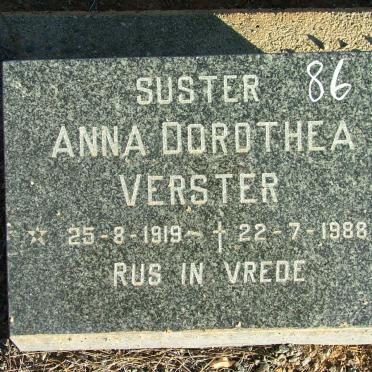 SUSTER 86
ANNA DOROTHEA
VERSTER
☆ 25-8-1919 ~ † 22-7-1988
RUS IN VREDE